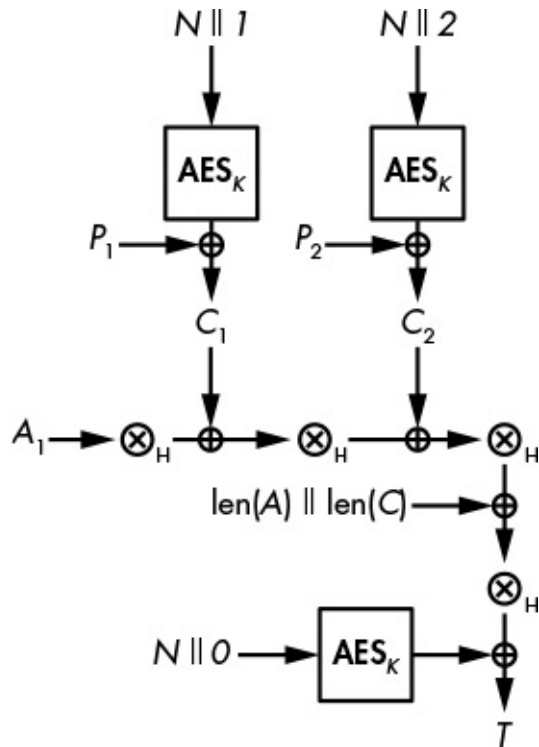 N || 1 N || 2
AES_K AES_K
P_1 P_2
C_1 C_2
A_1 ⊗_H ⊗_H ⊗_H
len(A) || len(C)
⊗_H
N || 0 AES_K
T